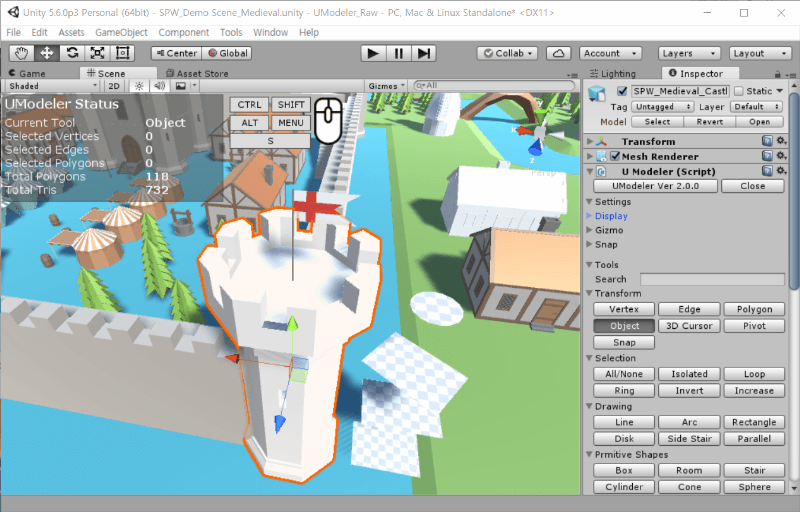 Unity 5.6.0p3 Personal (64bit) - SPW_Demo Scene_Medieval.unity - UModeler_Raw - PC, Mac & Linux Standalone* <DX11>
File Edit Assets GameObject Component Tools Window Help
Center Global Collab Account Layers Layout
Game Scene Asset Store Lighting Inspector
Shaded 2D Gizmos All
UModeler Status
Current Tool Object
Selected Vertices 0
Selected Edges 0
Selected Polygons 0
Total Polygons 118
Total Tris 732
CTRL SHIFT
ALT MENU
S
y
x
z
Persp
SPW_Medieval_Castl Static
Tag Untagged Layer Default
Model Select Revert Open
Transform
Mesh Renderer
U Modeler (Script)
UModeler Ver 2.0.0 Close
Settings
Display
Gizmo
Snap
Tools
Search
Transform
Vertex Edge Polygon
Object 3D Cursor Pivot
Snap
Selection
All/None Isolated Loop
Ring Invert Increase
Drawing
Line Arc Rectangle
Disk Side Stair Parallel
Prmitive Shapes
Box Room Stair
Cylinder Cone Sphere